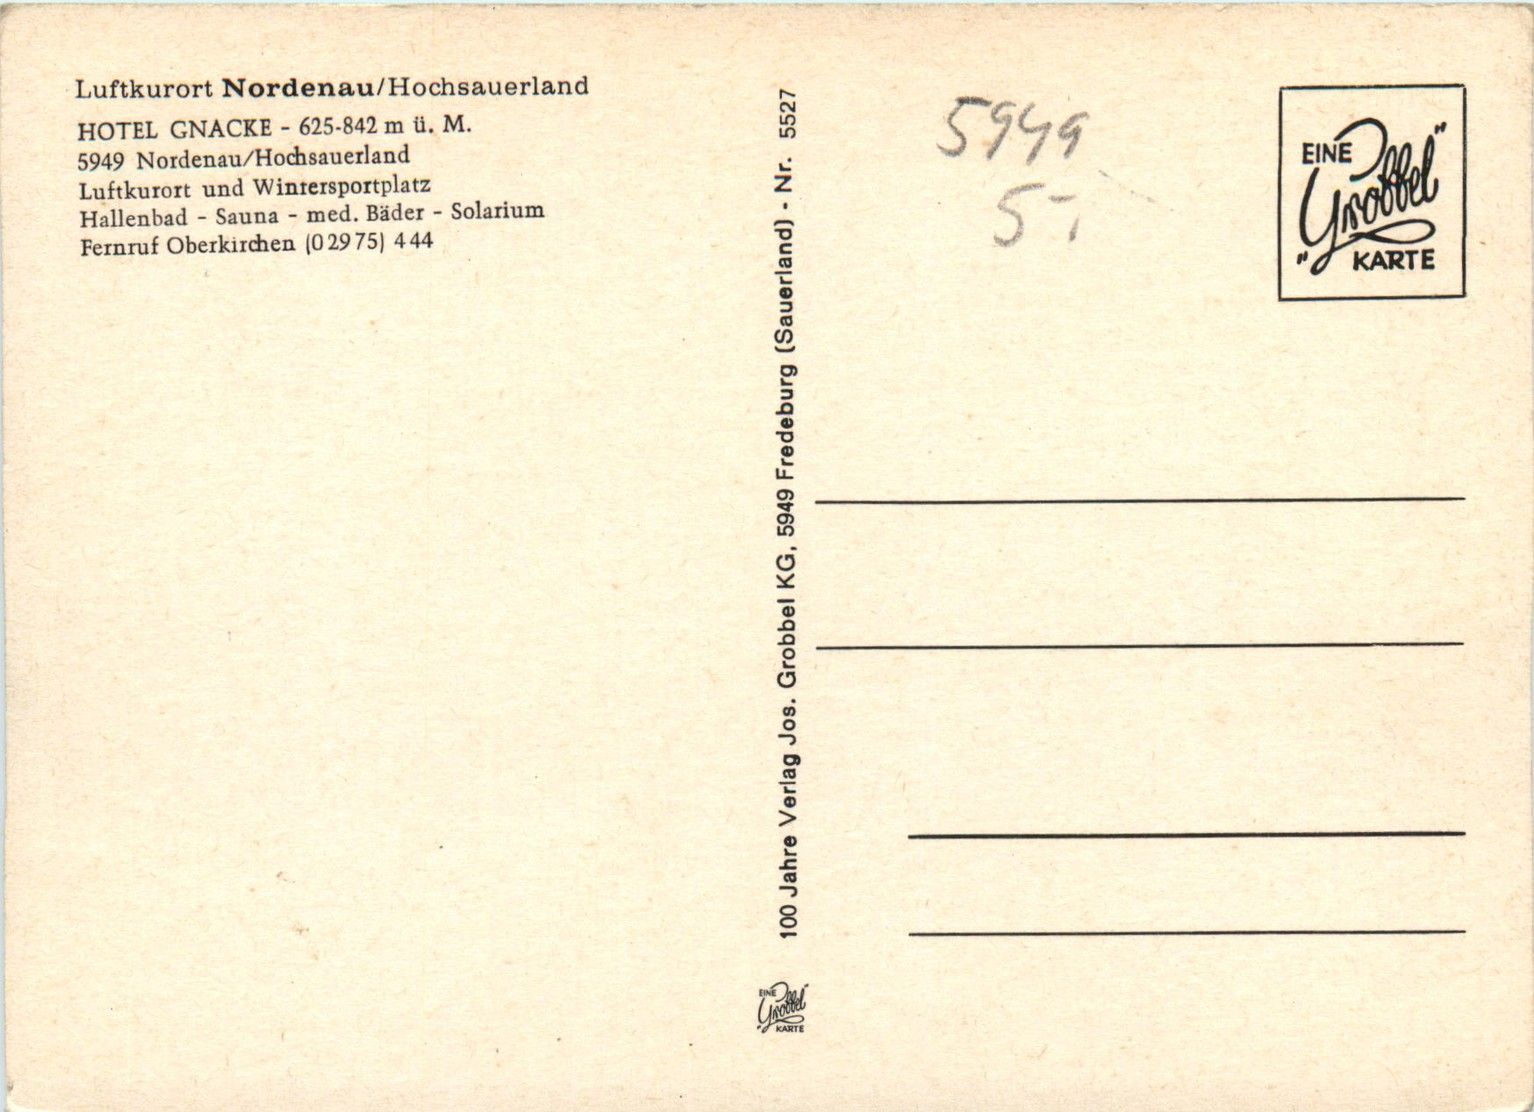 Luftkurort Nordenau/Hochsauerland
HOTEL GNACKE - 625-842 m ü. M.
5949 Nordenau/Hochsauerland
Luftkurort und Wintersportplatz
Hallenbad - Sauna - med. Bäder - Solarium
Fernruf Oberkirchen (02975) 444
100 Jahre Verlag Jos. Grobbel KG, 5949 Fredeburg (Sauerland) - Nr. 5527
5949
5,-
EINE
"Grobbel"
KARTE
EINE
"Grobbel"
KARTE